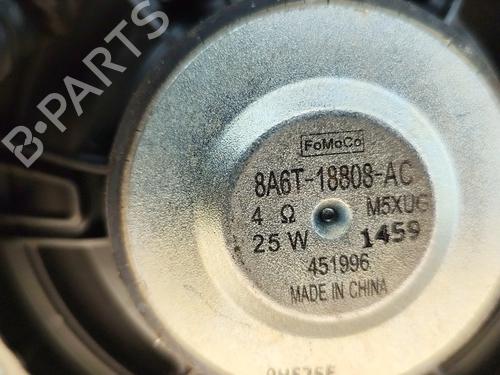 B-PARTS
FoMoCo
8A6T-18808-AC
4 Ω M5XUG
25 W 1459
451996
MADE IN CHINA